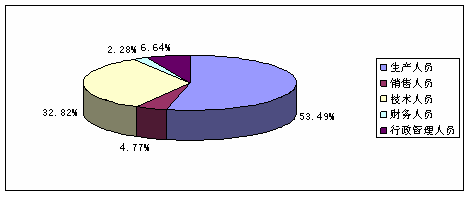 2.28%
6.64%
32.82%
4.77%
53.49%
生产人员
销售人员
技术人员
财务人员
行政管理人员